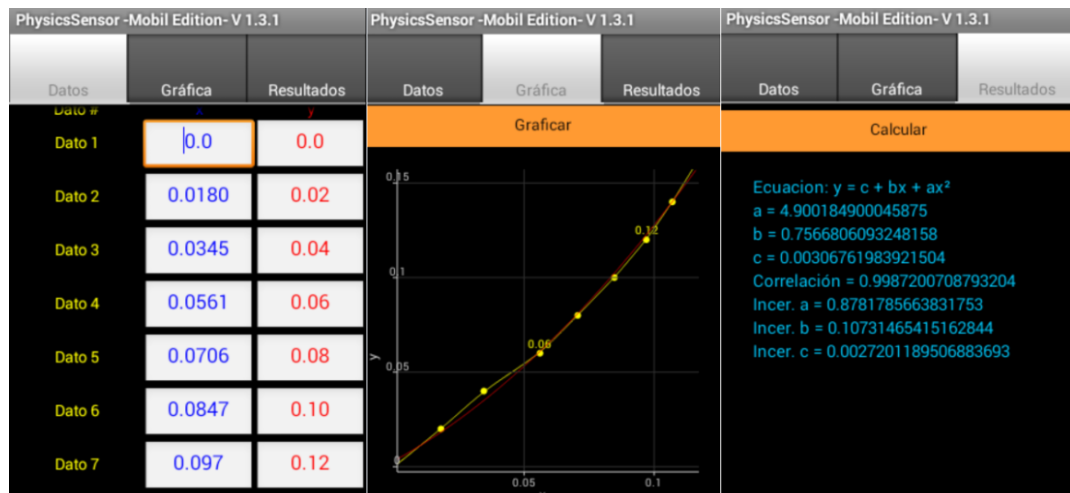 PhysicsSensor -Mobil Edition- V 1.3.1
Datos Gráfica Resultados
Dato # x y
Dato 1 0.0 0.0
Dato 2 0.0180 0.02
Dato 3 0.0345 0.04
Dato 4 0.0561 0.06
Dato 5 0.0706 0.08
Dato 6 0.0847 0.10
Dato 7 0.097 0.12
PhysicsSensor -Mobil Edition- V 1.3.1
Datos Gráfica Resultados
Graficar
0.15
0.12
0.1
0.06
y
0.05
0
0.05 0.1
PhysicsSensor -Mobil Edition- V 1.3.1
Datos Gráfica Resultados
Calcular
Ecuacion: y = c + bx + ax²
a = 4.900184900045875
b = 0.7566806093248158
c = 0.00306761983921504
Correlación = 0.9987200708793204
Incer. a = 0.8781785663831753
Incer. b = 0.10731465415162844
Incer. c = 0.0027201189506883693